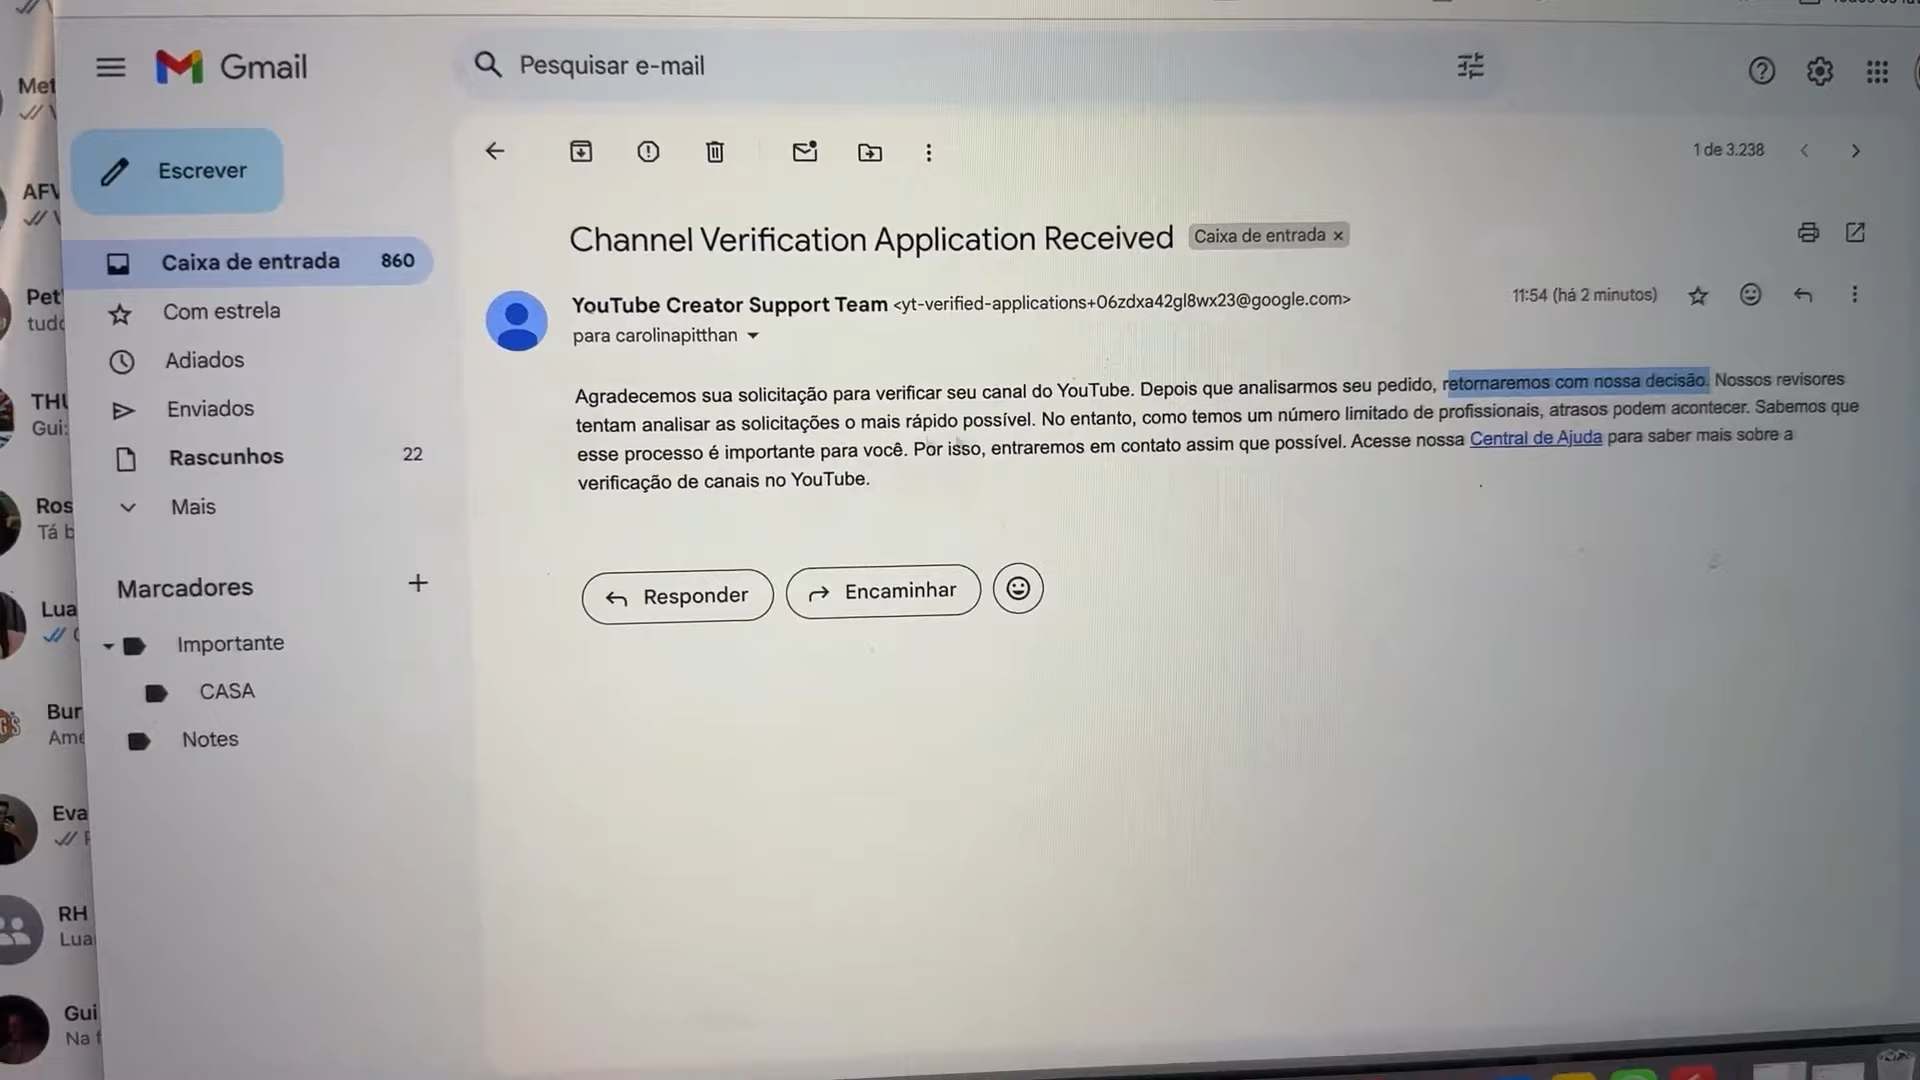 Gmail
Pesquisar e-mail
Escrever
1 de 3.238
Caixa de entrada 860
Com estrela
Adiados
Enviados
Rascunhos 22
Mais
Marcadores
Importante
CASA
Notes
Channel Verification Application Received Caixa de entrada ×
YouTube Creator Support Team <yt-verified-applications+06zdxa42gl8wx23@google.com>
11:54 (há 2 minutos)
para carolinapitthan
Agradecemos sua solicitação para verificar seu canal do YouTube. Depois que analisarmos seu pedido, retornaremos com nossa decisão. Nossos revisores
tentam analisar as solicitações o mais rápido possível. No entanto, como temos um número limitado de profissionais, atrasos podem acontecer. Sabemos que
esse processo é importante para você. Por isso, entraremos em contato assim que possível. Acesse nossa Central de Ajuda para saber mais sobre a
verificação de canais no YouTube.
Responder
Encaminhar
Met
AFV
Pet
tudo
THU
Gui:
Ros
Tá b
Lua
Bur
Ame
Eva
RH
Lua
Gui
Na